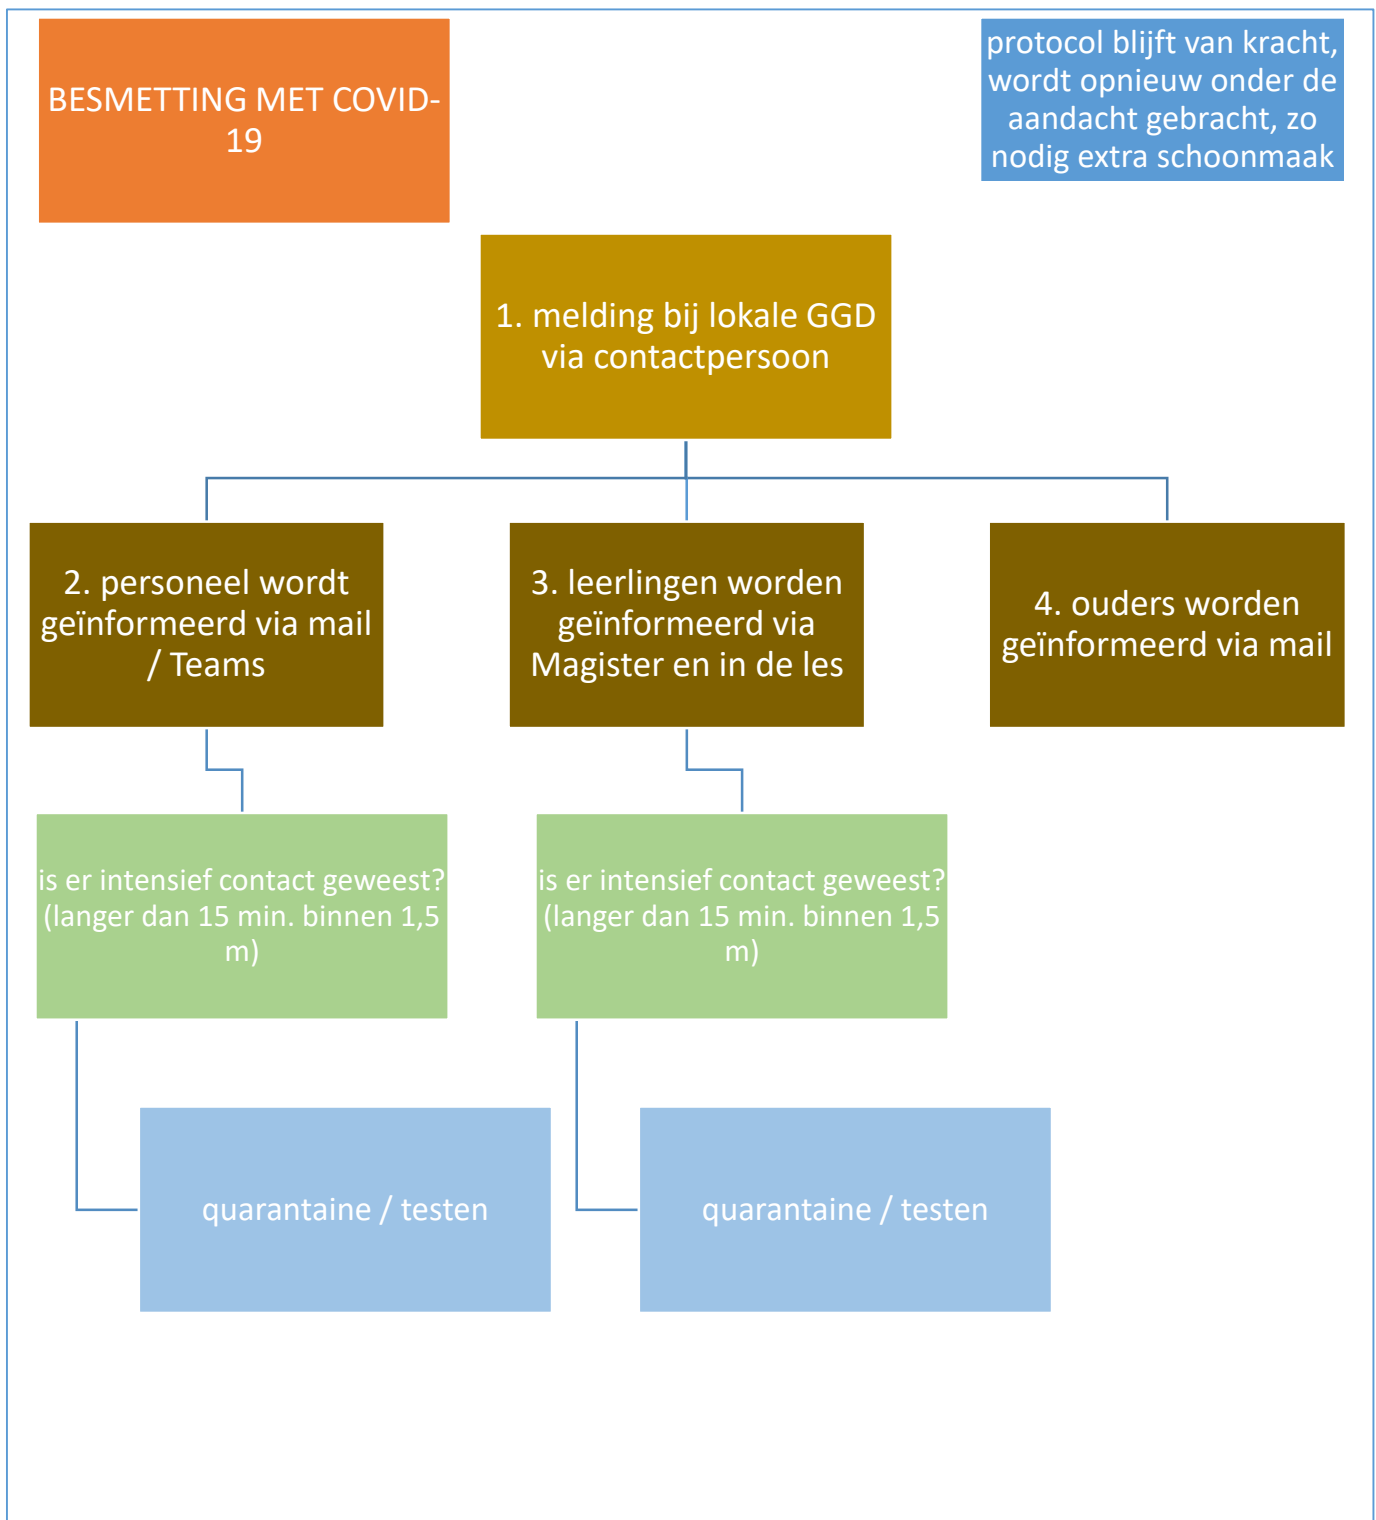 BESMETTING MET COVID-
19
protocol blijft van kracht,
wordt opnieuw onder de
aandacht gebracht, zo
nodig extra schoonmaak
1. melding bij lokale GGD
via contactpersoon
2. personeel wordt
geïnformeerd via mail
/ Teams
3. leerlingen worden
geïnformeerd via
Magister en in de les
4. ouders worden
geïnformeerd via mail
is er intensief contact geweest?
(langer dan 15 min. binnen 1,5
m)
is er intensief contact geweest?
(langer dan 15 min. binnen 1,5
m)
quarantaine / testen
quarantaine / testen